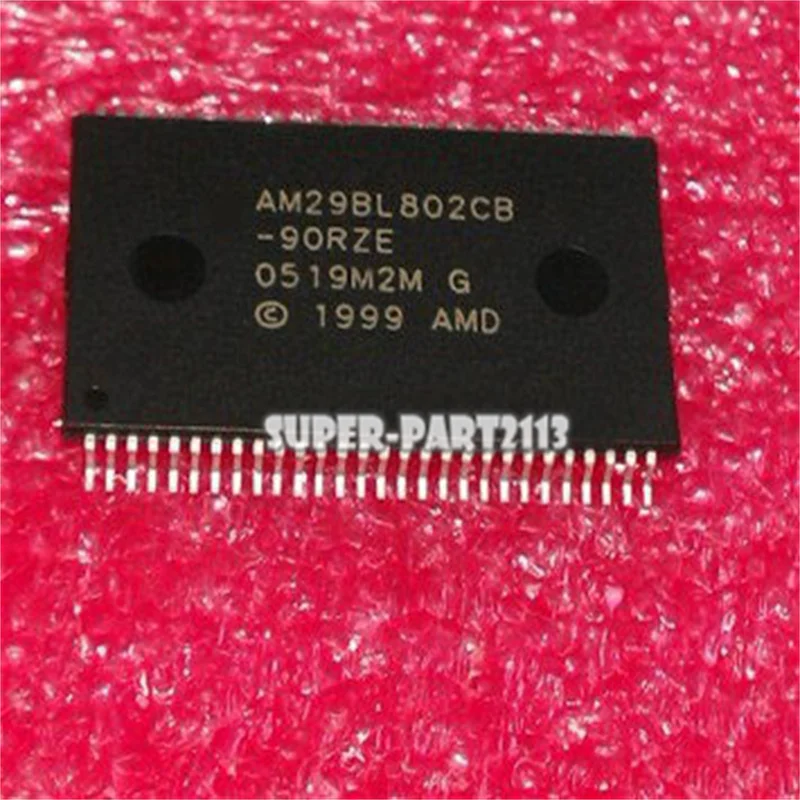 AM29BL802CB
-90RZE
0519M2M G
© 1999 AMD
SUPER-PART2113